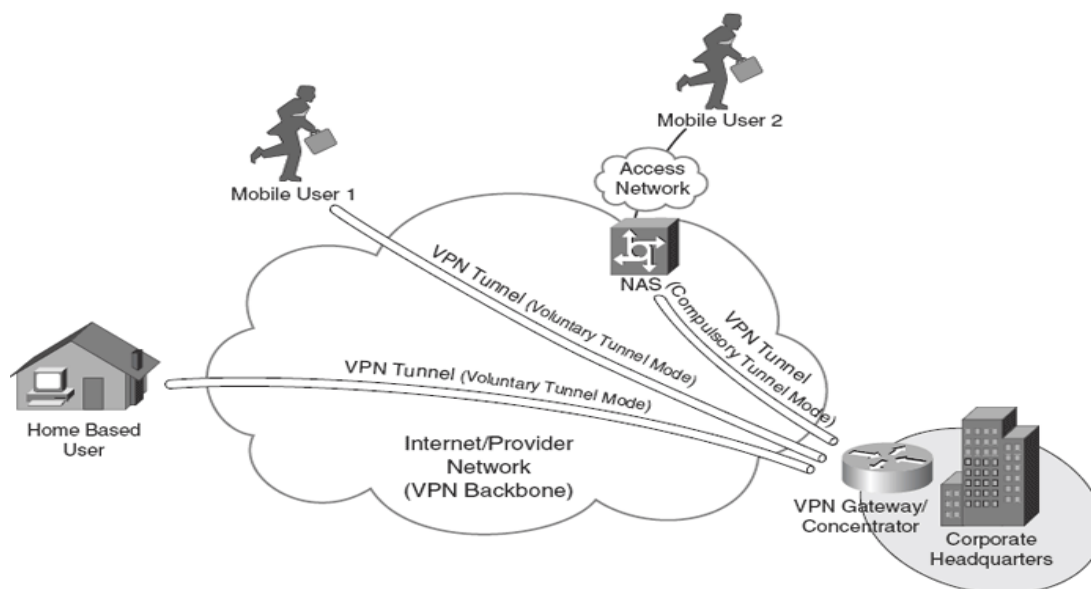 Mobile User 2
Mobile User 1
Access
Network
NAS
VPN Tunnel (Voluntary Tunnel Mode)
VPN Tunnel
(Compulsory Tunnel Mode)
VPN Tunnel (Voluntary Tunnel Mode)
Home Based
User
Internet/Provider
Network
(VPN Backbone)
VPN Gateway/
Concentrator
Corporate
Headquarters